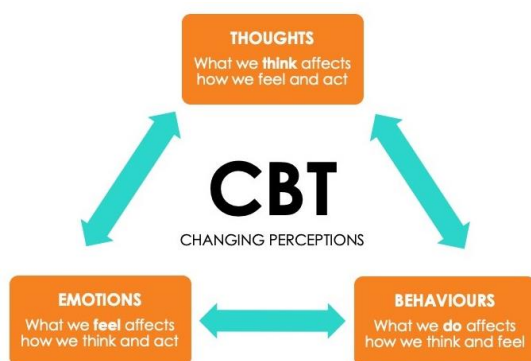 THOUGHTS
What we think affects
how we feel and act
CBT
CHANGING PERCEPTIONS
EMOTIONS
What we feel affects
how we think and act
BEHAVIOURS
What we do affects
how we think and feel